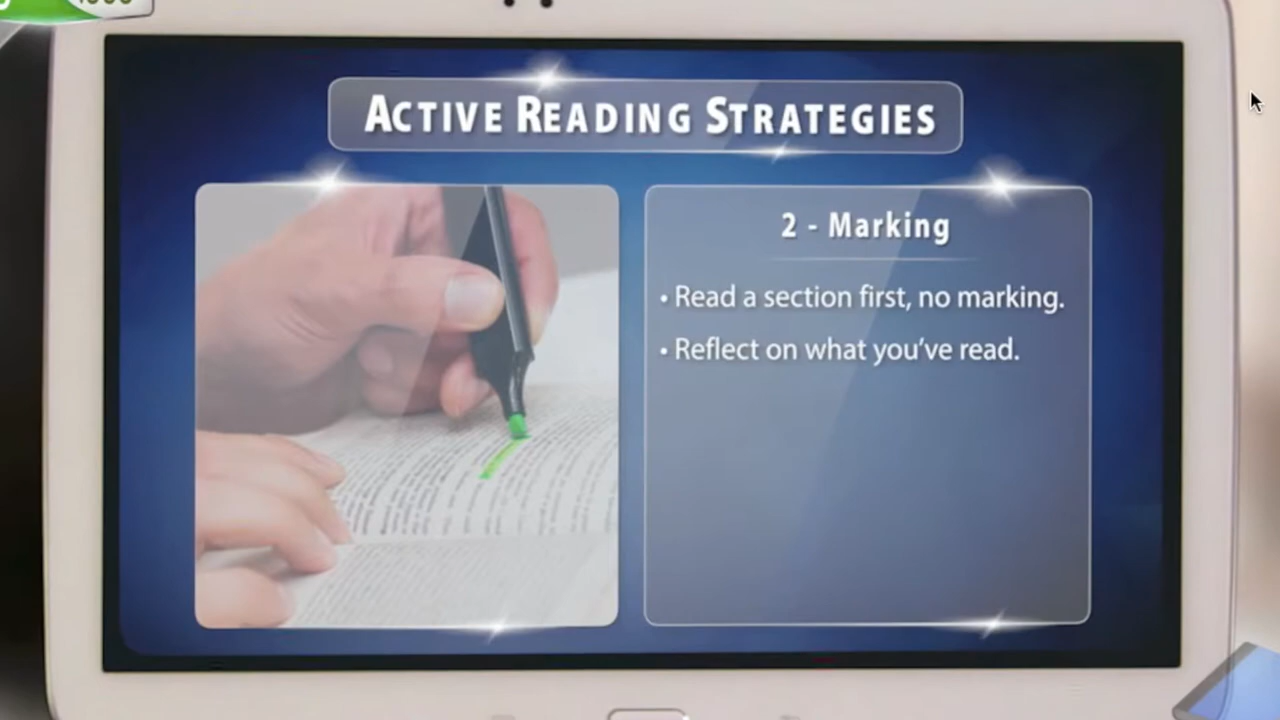 ACTIVE READING STRATEGIES
2 - Marking
• Read a section first, no marking.
• Reflect on what you've read.